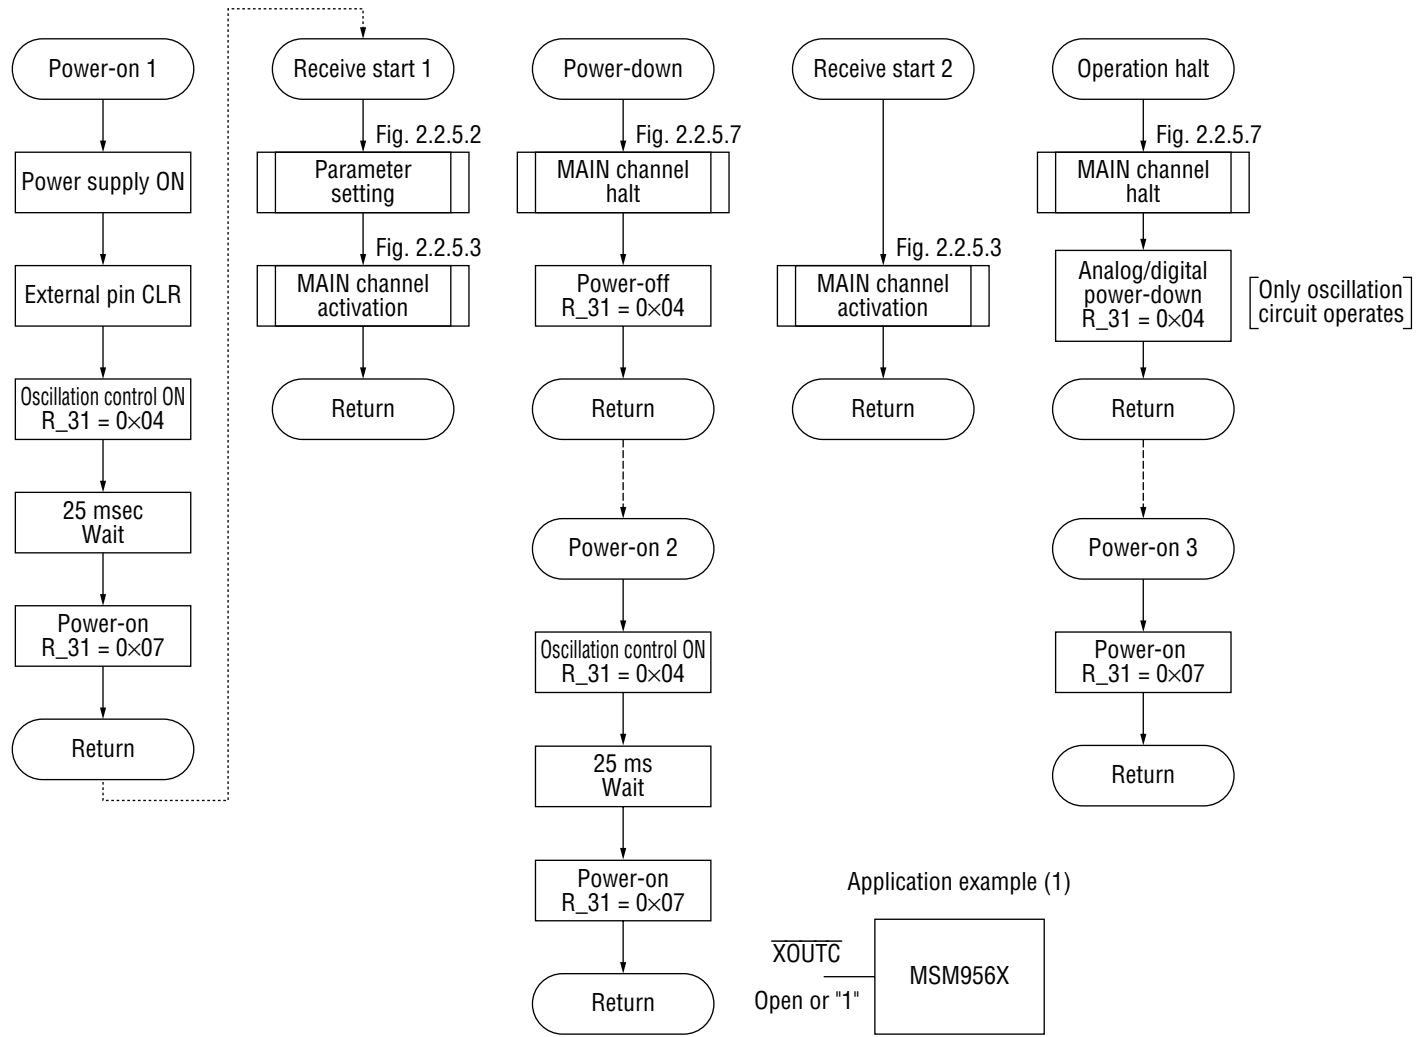 Power-on 1
Power supply ON
External pin CLR
Oscillation control ON
R_31 = 0×04
25 msec
Wait
Power-on
R_31 = 0×07
Return
Receive start 1
Fig. 2.2.5.2
Parameter
setting
Fig. 2.2.5.3
MAIN channel
activation
Return
Power-down
Fig. 2.2.5.7
MAIN channel
halt
Power-off
R_31 = 0×04
Return
Power-on 2
Oscillation control ON
R_31 = 0×04
25 ms
Wait
Power-on
R_31 = 0×07
Return
Receive start 2
Fig. 2.2.5.3
MAIN channel
activation
Return
Operation halt
Fig. 2.2.5.7
MAIN channel
halt
Analog/digital
power-down
R_31 = 0×04
Only oscillation
circuit operates
Return
Power-on 3
Power-on
R_31 = 0×07
Return
Application example (1)
XOUTC
Open or "1"
MSM956X